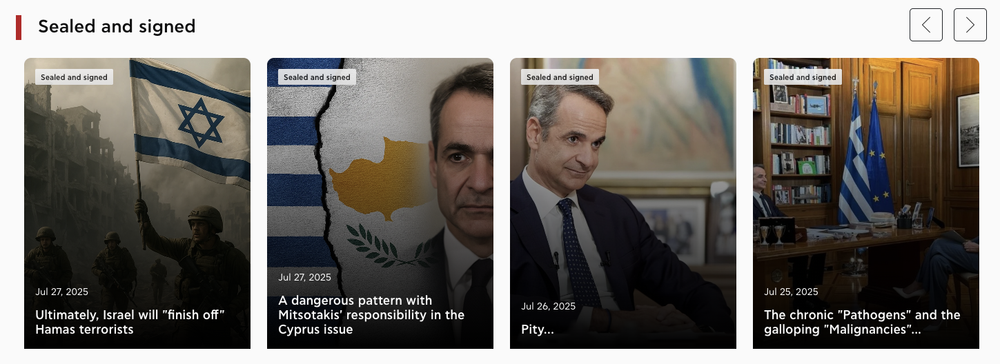 Sealed and signed
Sealed and signed
Jul 27, 2025
Ultimately, Israel will "finish off"
Hamas terrorists
Sealed and signed
Jul 27, 2025
A dangerous pattern with
Mitsotakis' responsibility in the
Cyprus issue
Sealed and signed
Jul 26, 2025
Pity...
Sealed and signed
Jul 25, 2025
The chronic "Pathogens" and the
galloping "Malignancies"...